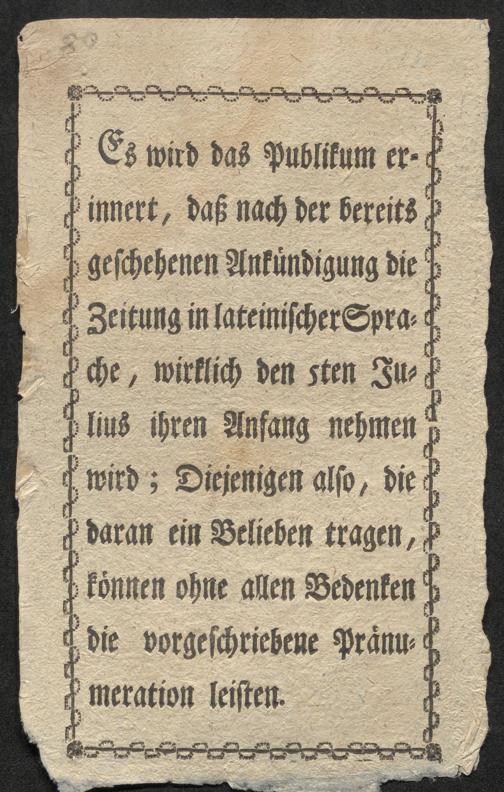 80
Es wird das Publikum er-
innert, daß nach der bereits
geschehenen Ankündigung die
Zeitung in lateinischer Spra-
che, wirklich den 5ten Ju-
lius ihren Anfang nehmen
wird; Diejenigen also, die
daran ein Belieben tragen,
können ohne allen Bedenken
die vorgeschriebene Pränu-
meration leisten.